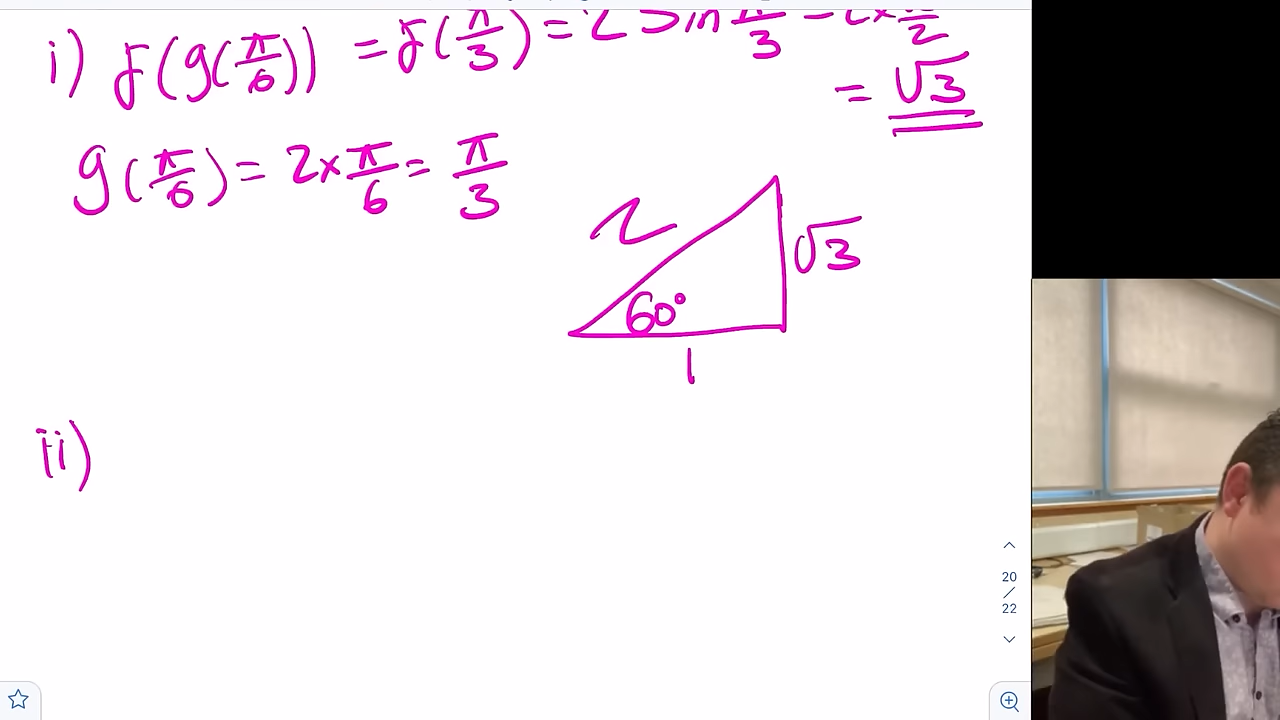 i) f(g(π/6)) = f(π/3) = 2 Sin π/3 = 2 × √3/2
= √3
g(π/6) = 2×π/6 = π/3
2
√3
60°
1
ii)
20
/
22